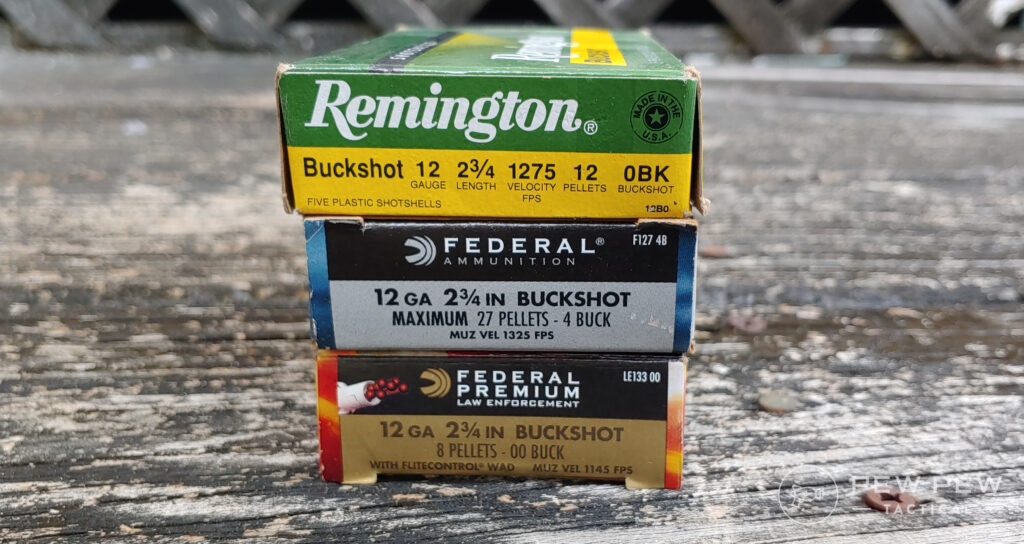 Remington®
MADE IN THE U.S.A.
Buckshot 12 2¾ 1275 12 0BK
GAUGE LENGTH VELOCITY FPS PELLETS BUCKSHOT
FIVE PLASTIC SHOTSHELLS
12B0
FEDERAL®
AMMUNITION
F127 4B
12 GA 2¾ IN BUCKSHOT
MAXIMUM 27 PELLETS - 4 BUCK
MUZ VEL 1325 FPS
FEDERAL
PREMIUM
LAW ENFORCEMENT
LE133 00
12 GA 2¾ IN BUCKSHOT
8 PELLETS - 00 BUCK
WITH FLITECONTROL® WAD MUZ VEL 1145 FPS
PEW PEW
TACTICAL